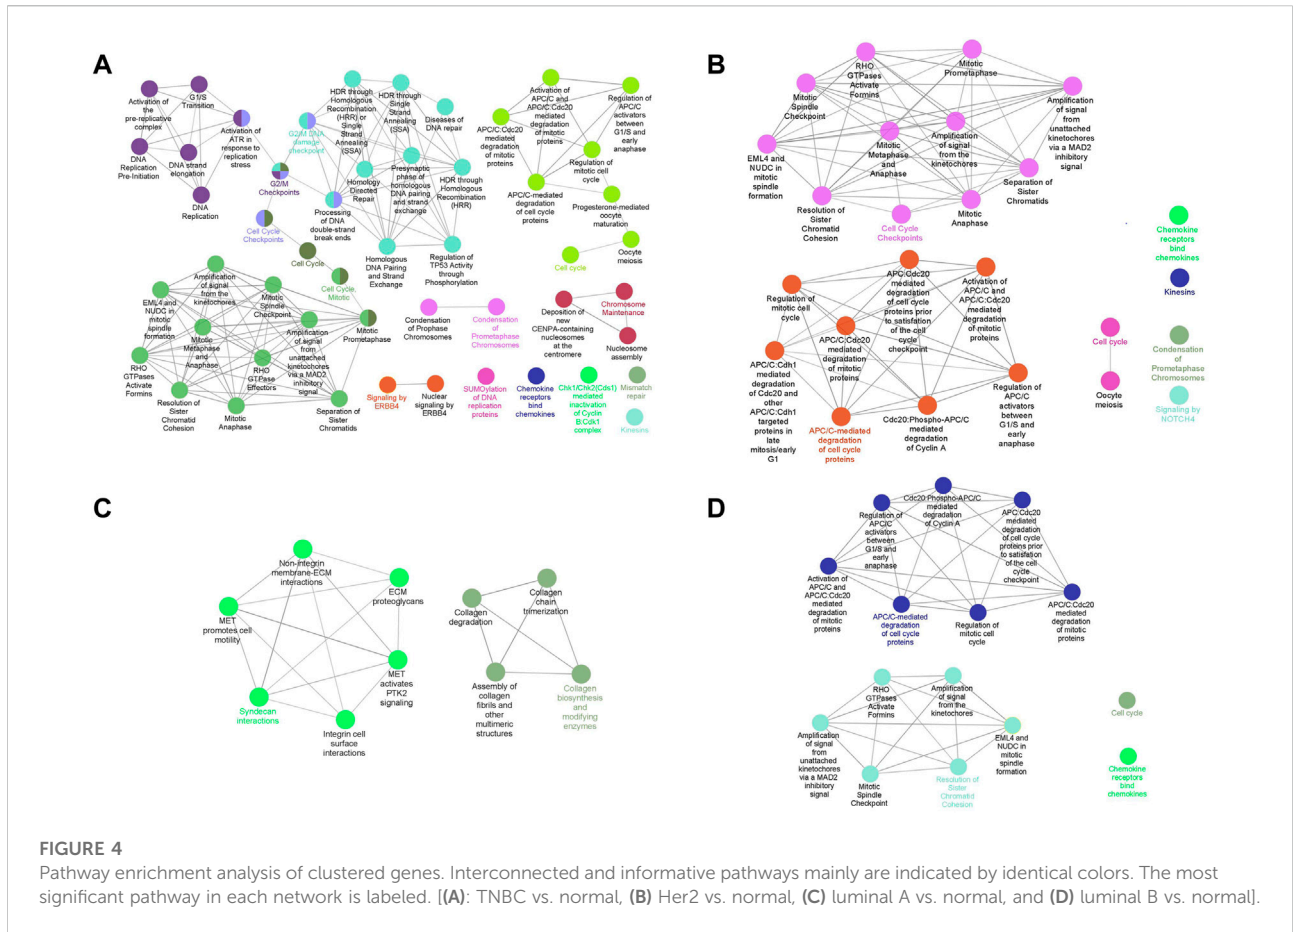 A
Activation of
the
pre-replicative complex
G1/S
Transition
Activation of
ATR in
response to
replication
stress
DNA
Replication
Pre-Initiation
DNA strand
elongation
DNA
Replication
G2/M DNA
damage
checkpoint
HDR through
Homologous
Recombination
(HRR) or
Single
Strand
Annealing
(SSA)
HDR through
Single
Strand
Annealing
(SSA)
Diseases of
DNA repair
G2/M
Checkpoints
Homology
Directed
Repair
Presynaptic
phase of
homologous
DNA pairing
and strand
exchange
HDR through
Homologous
Recombination
(HRR)
Processing
of DNA
double-strand
break ends
Cell Cycle
Checkpoints
Homologous
DNA Pairing
and Strand
Exchange
Regulation of
TP53 Activity
through
Phosphorylation
Activation of
APC/C and
APC/C:Cdc20
mediated
degradation
of mitotic
proteins
Regulation of
APC/C
activators
between
G1/S and
early
anaphase
APC/C:Cdc20
mediated
degradation
of mitotic
proteins
Regulation of
mitotic cell
cycle
APC/C-mediated
degradation of
cell cycle
proteins
Progesterone-mediated
oocyte
maturation
Cell cycle
Oocyte
meiosis
Cell Cycle
Cell Cycle,
Mitotic
Amplification
of signal
from the
kinetochores
EML4 and
NUDC in
mitotic
spindle
formation
Mitotic
Spindle
Checkpoint
Mitotic
Metaphase
and
Anaphase
Amplification
of signal
from
unattached
kinetochores
via a MAD2
inhibitory
signal
Mitotic
Prometaphase
RHO
GTPases
Activate
Formins
RHO
GTPase
Effectors
Resolution of
Sister
Chromatid
Cohesion
Mitotic
Anaphase
Separation of
Sister
Chromatids
Condensation
of Prophase
Chromosomes
Condensation
of
Prometaphase
Chromosomes
Deposition of
new
CENPA-containing
nucleosomes
at the
centromere
Chromosome
Maintenance
Nucleosome
assembly
Signaling by
ERBB4
Nuclear
signaling by
ERBB4
SUMOylation
of DNA
replication
proteins
Chemokine
receptors
bind
chemokines
Chk1/Chk2(Cds1)
mediated
inactivation
of Cyclin
B:Cdk1
complex
Mismatch
repair
Kinesins
B
RHO
GTPases
Activate
Formins
Mitotic
Prometaphase
Mitotic
Spindle
Checkpoint
Amplification
of signal from
unattached
kinetochores
via a MAD2
inhibitory
signal
Mitotic
Metaphase
and
Anaphase
Amplification
of signal
from the
kinetochores
EML4 and
NUDC in
mitotic
spindle
formation
Separation of
Sister
Chromatids
Resolution of
Sister
Chromatid
Cohesion
Cell Cycle
Checkpoints
Mitotic
Anaphase
Regulation of
mitotic cell
cycle
APC:Cdc20
mediated
degradation
of cell cycle
proteins prior
to satisfation
of the cell
cycle
checkpoint
Activation of
APC/C and
APC/C:Cdc20
mediated
degradation
of mitotic
proteins
APC/C:Cdc20
mediated
degradation
of mitotic
proteins
APC/C:Cdh1
mediated
degradation
of Cdc20 and
other
APC/C:Cdh1
targeted
proteins in
late
mitosis/early
G1
APC/C-mediated
degradation
of cell cycle
proteins
Cdc20:Phospho-APC/C
mediated
degradation
of Cyclin A
Regulation of
APC/C
activators
between
G1/S and
early
anaphase
Cell cycle
Oocyte
meiosis
Chemokine
receptors
bind
chemokines
Kinesins
Condensation
of
Prometaphase
Chromosomes
Signaling by
NOTCH4
C
Non-integrin
membrane-ECM
interactions
ECM
proteoglycans
MET
promotes cell
motility
MET
activates
PTK2
signaling
Syndecan
interactions
Integrin cell
surface
interactions
Collagen
degradation
Collagen
chain
trimerization
Assembly of
collagen
fibrils and
other
multimeric
structures
Collagen
biosynthesis
and
modifying
enzymes
D
Cdc20:Phospho-APC/C
mediated
degradation
of Cyclin A
Regulation of
APC/C
activators
between
G1/S and
early
anaphase
APC:Cdc20
mediated
degradation
of cell cycle
proteins prior
to satisfation
of the cell
cycle
checkpoint
Activation of
APC/C and
APC/C:Cdc20
mediated
degradation
of mitotic
proteins
APC/C-mediated
degradation
of cell cycle
proteins
Regulation of
mitotic cell
cycle
APC/C:Cdc20
mediated
degradation of
mitotic proteins
RHO
GTPases
Activate
Formins
Amplification
of signal
from the
kinetochores
Amplification
of signal
from
unattached
kinetochores
via a MAD2
inhibitory
signal
EML4 and
NUDC in
mitotic
spindle
formation
Mitotic
Spindle
Checkpoint
Resolution of
Sister
Chromatid
Cohesion
Cell cycle
Chemokine
receptors
bind
chemokines
FIGURE 4
Pathway enrichment analysis of clustered genes. Interconnected and informative pathways mainly are indicated by identical colors. The most
significant pathway in each network is labeled. [(A): TNBC vs. normal, (B) Her2 vs. normal, (C) luminal A vs. normal, and (D) luminal B vs. normal].